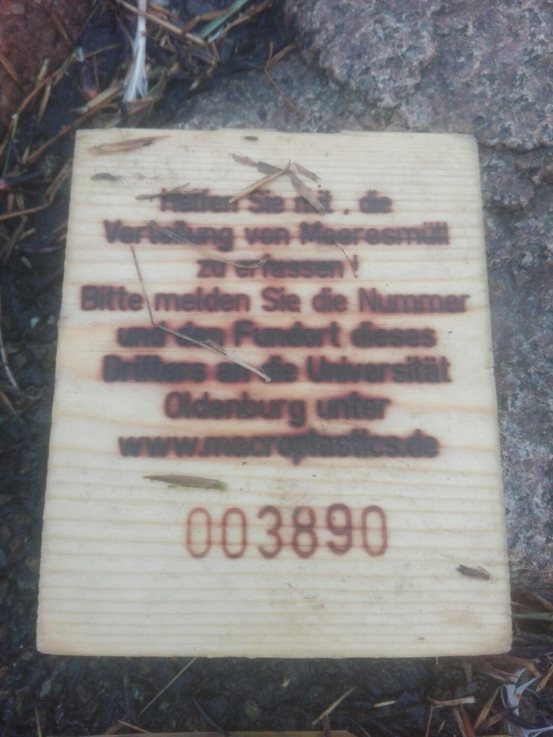 Helfen Sie mit , die
Verteilung von Meeresmüll
zu erfassen !
Bitte melden Sie die Nummer
und den Fundort dieses
Drifters an die Universität
Oldenburg unter
www.macroplastics.de
003890